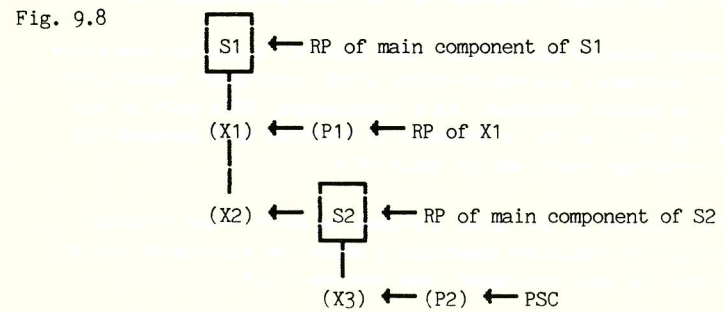 Fig. 9.8
S1 RP of main component of S1
(X1) (P1) RP of X1
(X2) S2 RP of main component of S2
(X3) (P2) PSC